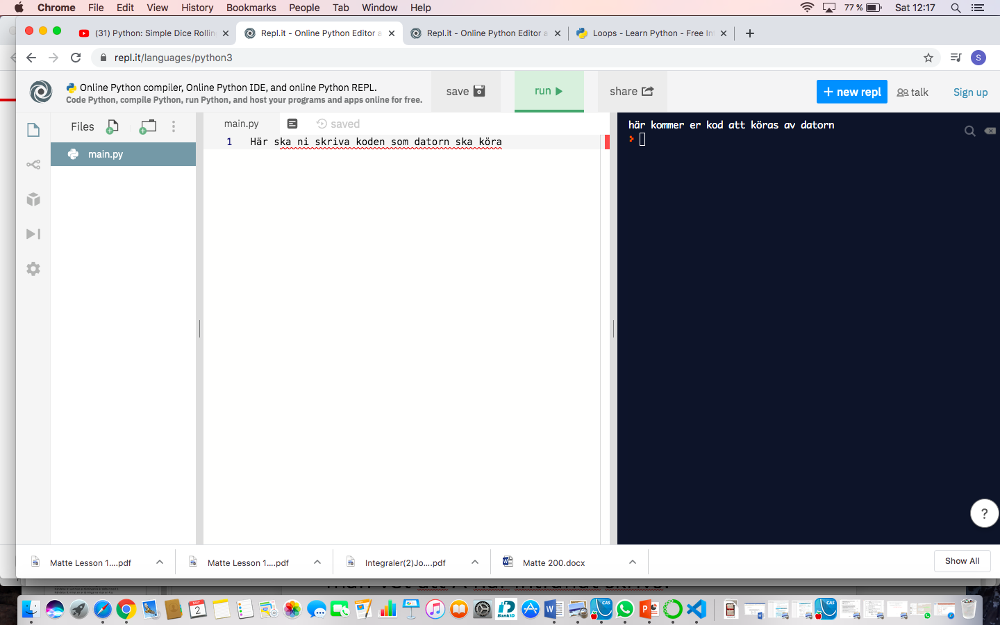 Chrome File Edit View History Bookmarks People Tab Window Help 77 % Sat 12:17
(31) Python: Simple Dice Rollin Repl.it - Online Python Editor a Repl.it - Online Python Editor a Loops - Learn Python - Free In
repl.it/languages/python3 S
Online Python compiler, Online Python IDE, and online Python REPL.
Code Python, compile Python, run Python, and host your programs and apps online for free.
save run share + new repl talk Sign up
Files main.py saved
main.py
1 Här ska ni skriva koden som datorn ska köra
här kommer er kod att köras av datorn
?
Matte Lesson 1....pdf Matte Lesson 1....pdf Integraler(2)Jo....pdf Matte 200.docx Show All
MAY
2
BankID
CAS
CAS